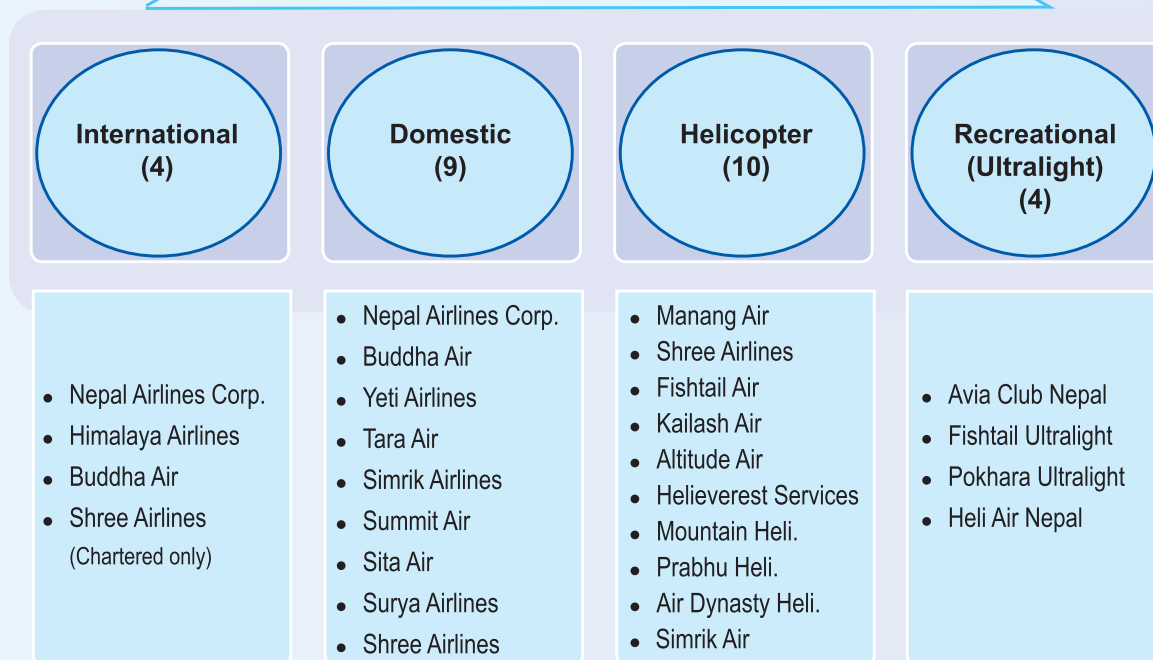 International
(4)
Domestic
(9)
Helicopter
(10)
Recreational
(Ultralight)
(4)
Nepal Airlines Corp.
Himalaya Airlines
Buddha Air
Shree Airlines
(Chartered only)
Nepal Airlines Corp.
Buddha Air
Yeti Airlines
Tara Air
Simrik Airlines
Summit Air
Sita Air
Surya Airlines
Shree Airlines
Manang Air
Shree Airlines
Fishtail Air
Kailash Air
Altitude Air
Helieverest Services
Mountain Heli.
Prabhu Heli.
Air Dynasty Heli.
Simrik Air
Avia Club Nepal
Fishtail Ultralight
Pokhara Ultralight
Heli Air Nepal